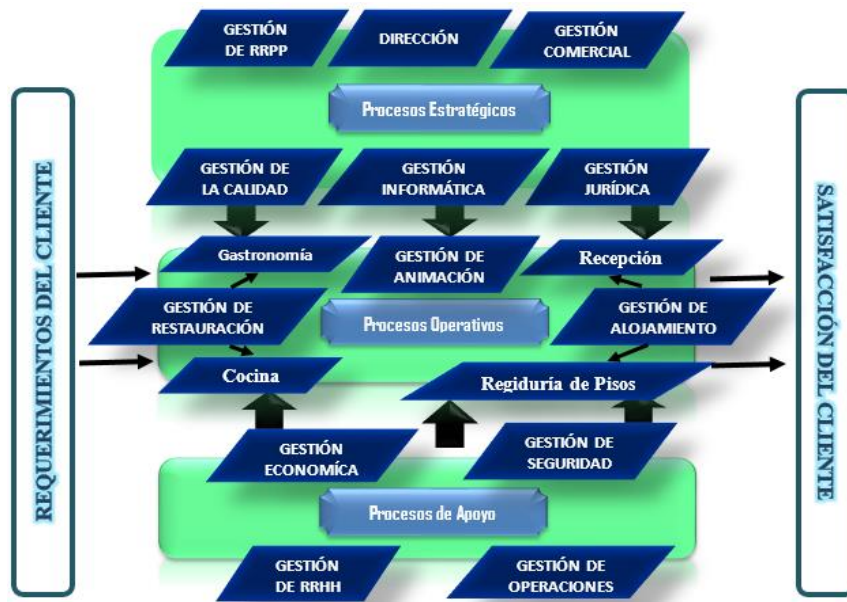 GESTIÓN
DE RRPP
DIRECCIÓN
GESTIÓN
COMERCIAL
Procesos Estratégicos
GESTIÓN DE
LA CALIDAD
GESTIÓN
INFORMÁTICA
GESTIÓN
JURÍDICA
REQUERIMIENTOS DEL CLIENTE
Gastronomía
GESTIÓN DE
ANIMACIÓN
Recepción
GESTIÓN DE
RESTAURACIÓN
Procesos Operativos
GESTIÓN DE
ALOJAMIENTO
Cocina
Regiduría de Pisos
SATISFACCIÓN DEL CLIENTE
GESTIÓN
ECONOMÍCA
GESTIÓN DE
SEGURIDAD
Procesos de Apoyo
GESTIÓN
DE RRHH
GESTIÓN DE
OPERACIONES